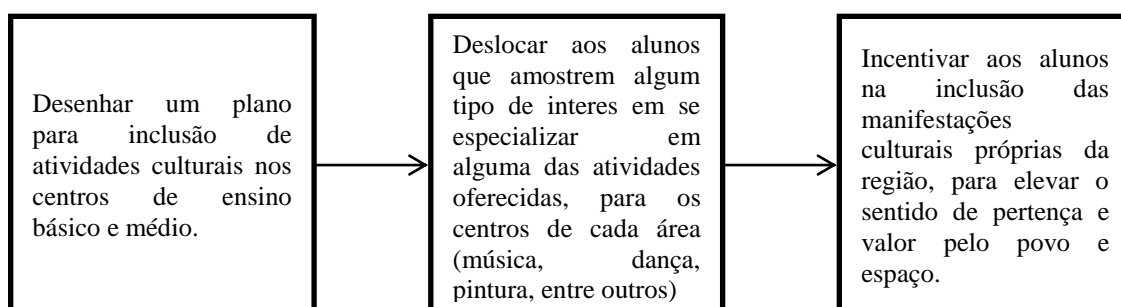 Desenhar um plano
para inclusão de
atividades culturais nos
centros de ensino
básico e médio.
Deslocar aos alunos
que amostrem algum
tipo de interes em se
especializar em
alguma das atividades
oferecidas, para os
centros de cada área
(música, dança,
pintura, entre outros)
Incentivar aos alunos
na inclusão das
manifestações
culturais próprias da
região, para elevar o
sentido de pertença e
valor pelo povo e
espaço.